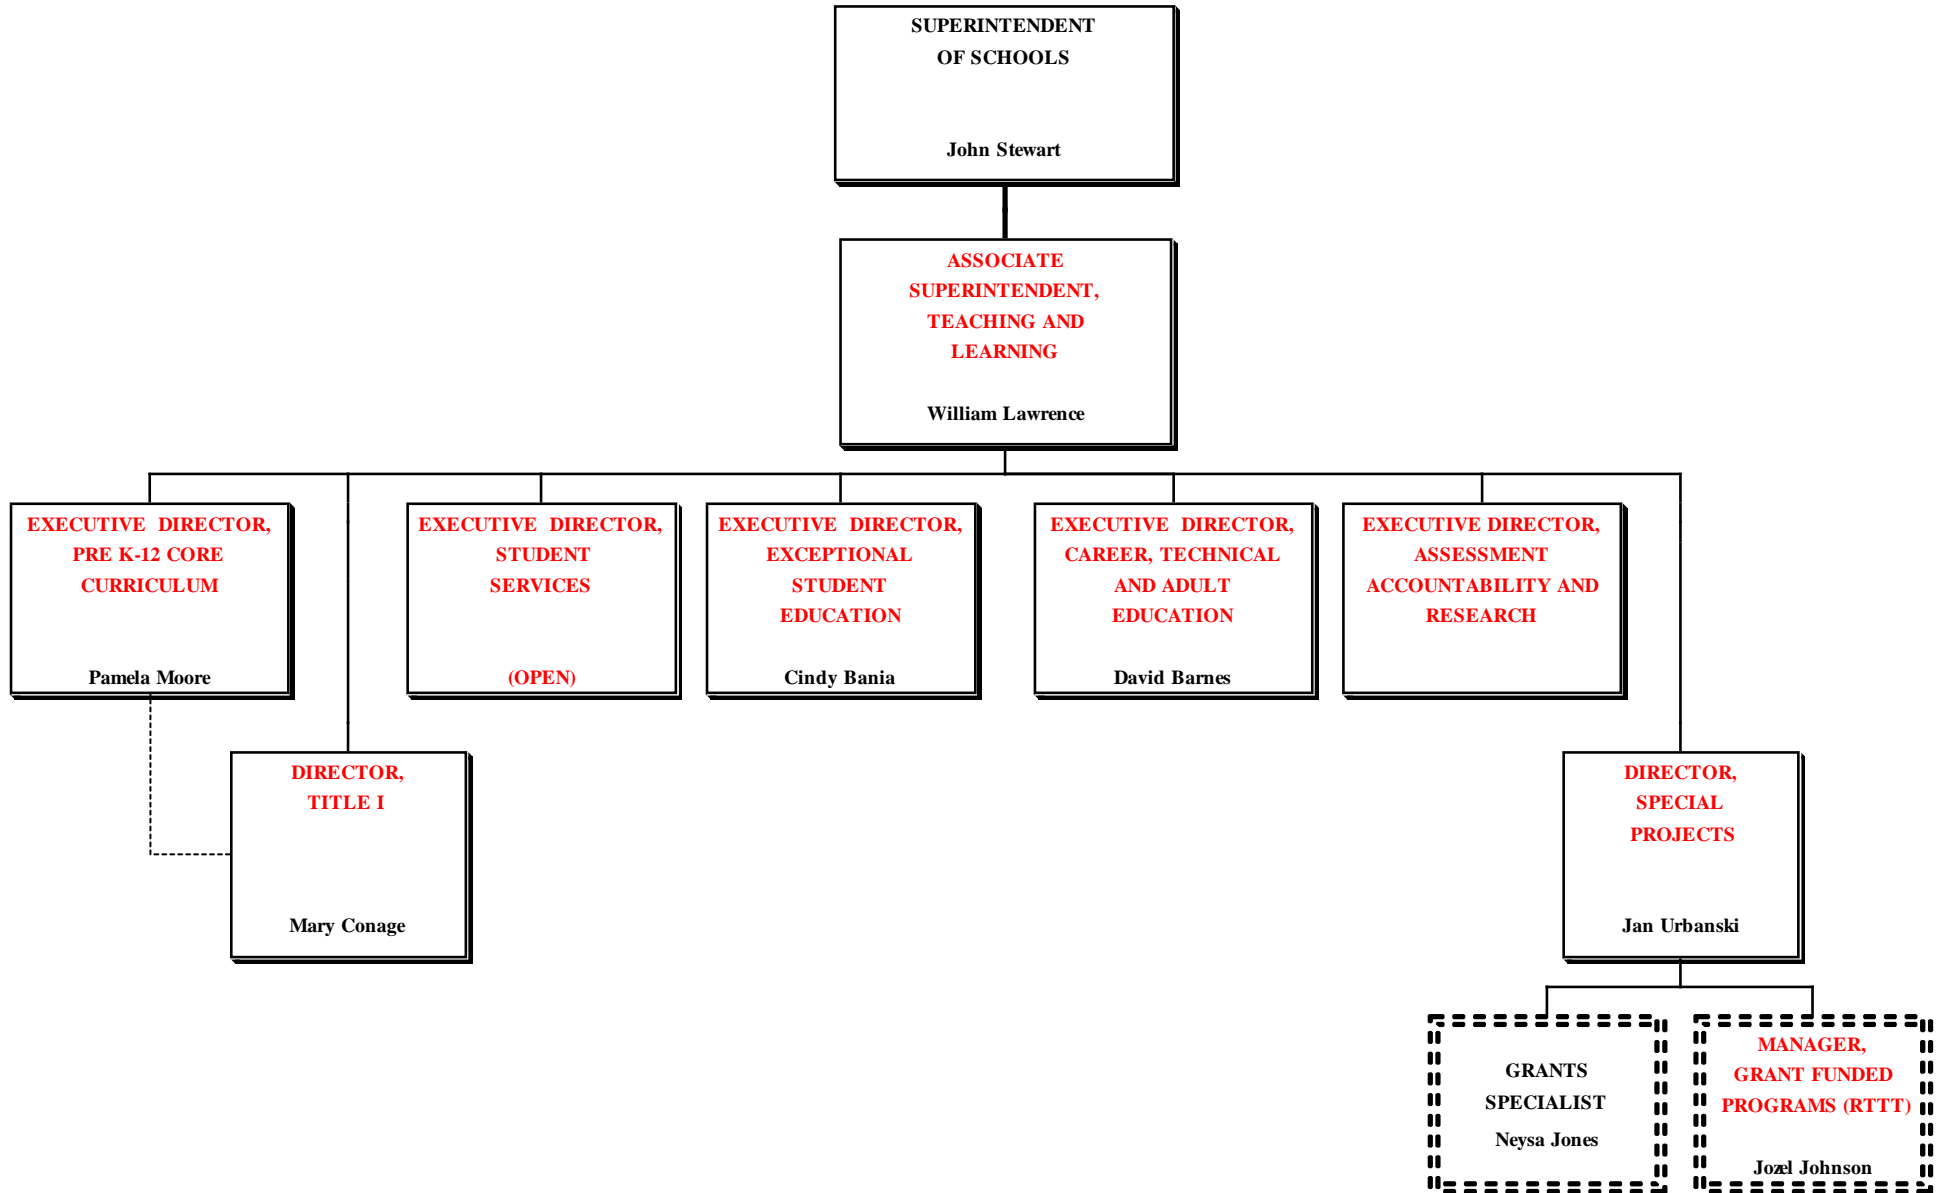 SUPERINTENDENT
OF SCHOOLS
John Stewart
ASSOCIATE
SUPERINTENDENT,
TEACHING AND
LEARNING
William Lawrence
EXECUTIVE DIRECTOR,
PRE K-12 CORE
CURRICULUM
Pamela Moore
EXECUTIVE DIRECTOR,
STUDENT
SERVICES
(OPEN)
EXECUTIVE DIRECTOR,
EXCEPTIONAL
STUDENT
EDUCATION
Cindy Bania
EXECUTIVE DIRECTOR,
CAREER, TECHNICAL
AND ADULT
EDUCATION
David Barnes
EXECUTIVE DIRECTOR,
ASSESSMENT
ACCOUNTABILITY AND
RESEARCH
DIRECTOR,
TITLE I
Mary Conage
DIRECTOR,
SPECIAL
PROJECTS
Jan Urbanski
GRANTS
SPECIALIST
Neysa Jones
MANAGER,
GRANT FUNDED
PROGRAMS (RTTT)
Jozel Johnson